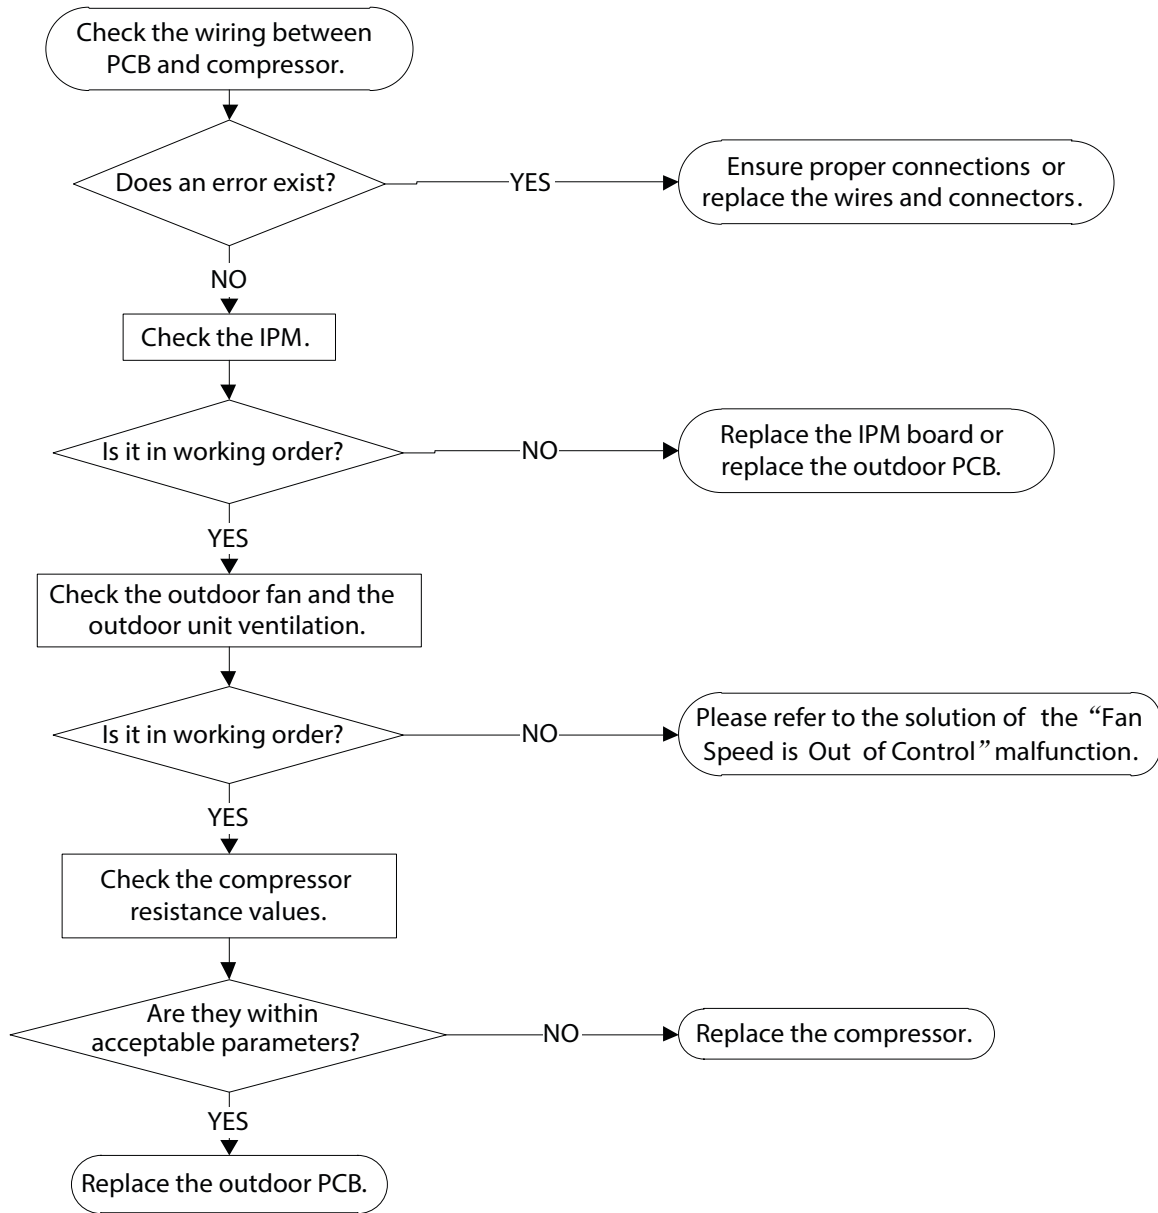 Check the wiring between
PCB and compressor.
Does an error exist?
YES
Ensure proper connections or
replace the wires and connectors.
NO
Check the IPM.
Is it in working order?
NO
Replace the IPM board or
replace the outdoor PCB.
YES
Check the outdoor fan and the
outdoor unit ventilation.
Is it in working order?
NO
Please refer to the solution of the “Fan
Speed is Out of Control” malfunction.
YES
Check the compressor
resistance values.
Are they within
acceptable parameters?
NO
Replace the compressor.
YES
Replace the outdoor PCB.